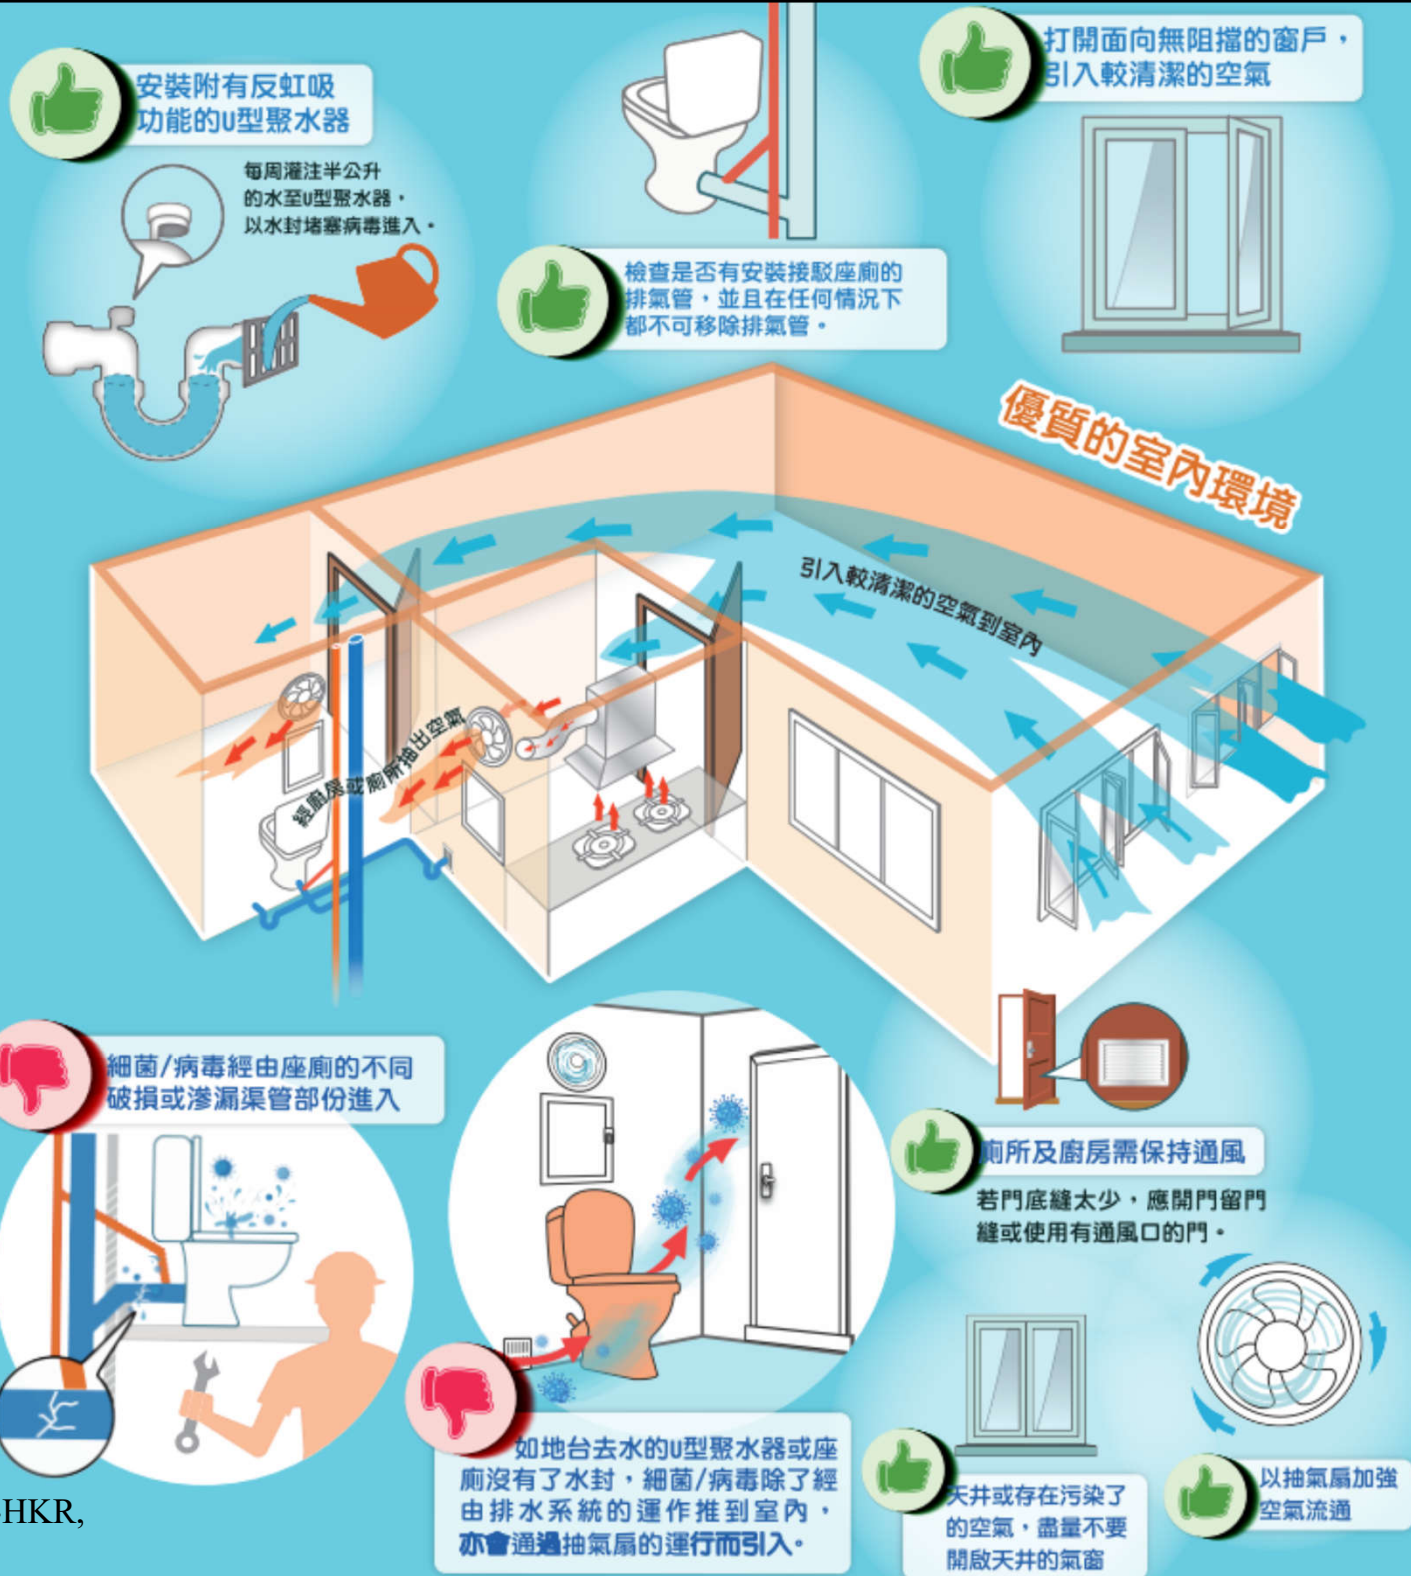 安裝附有反虹吸
功能的U型聚水器
每周灌注半公升
的水至U型聚水器，
以水封堵塞病毒進入。
檢查是否有安裝接駁座廁的
排氣管，並且在任何情況下
都不可移除排氣管。
打開面向無阻擋的窗戶，
引入較清潔的空氣
優質的室內環境
引入較清潔的空氣到室內
經廚房或廁所抽出空氣
細菌/病毒經由座廁的不同
破損或滲漏渠管部份進入
如地台去水的U型聚水器或座
廁沒有了水封，細菌/病毒除了經
由排水系統的運作推到室內，
亦會通過抽氣扇的運行而引入。
廁所及廚房需保持通風
若門底縫太少，應開門留門
縫或使用有通風口的門。
天井或存在污染了
的空氣，盡量不要
開啟天井的氣窗
以抽氣扇加強
空氣流通
HKR,